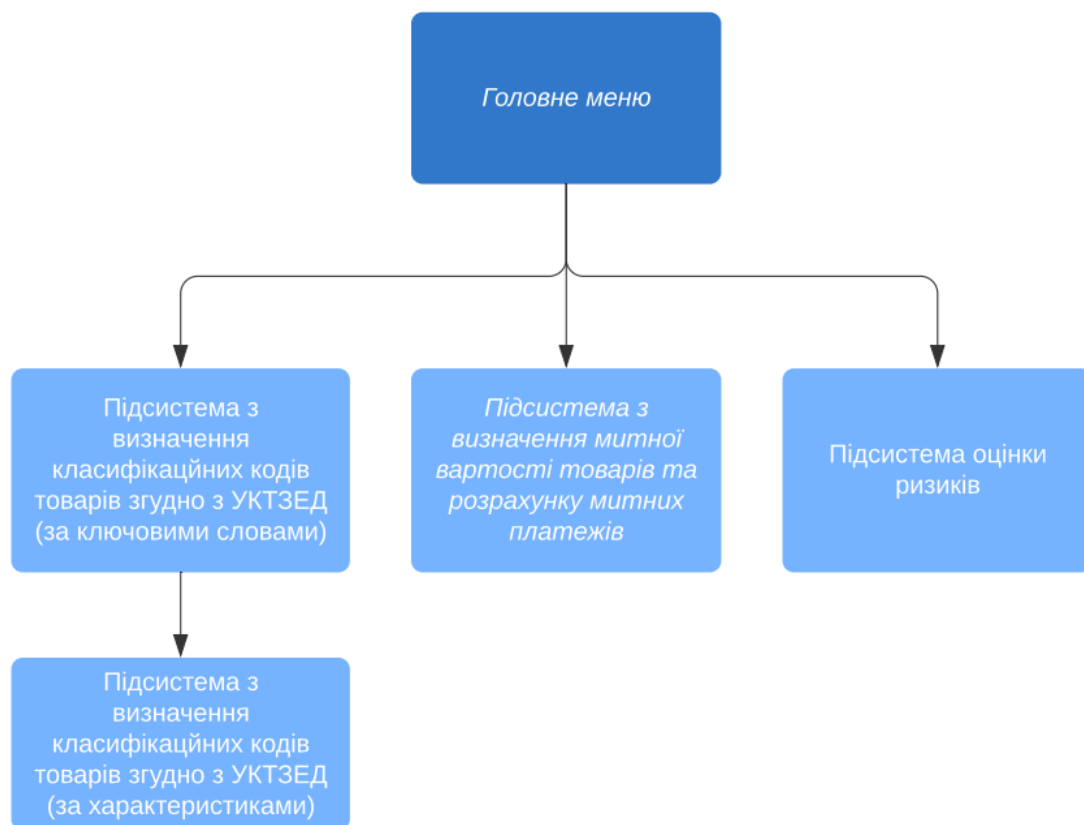 Головне меню
Підсистема з
визначення
класифікаційних кодів
товарів згудно з УКТЗЕД
(за ключовими словами)
Підсистема з
визначення митної
вартості товарів та
розрахунку митних
платежів
Підсистема оцінки
ризиків
Підсистема з
визначення
класифікаційних кодів
товарів згудно з УКТЗЕД
(за характеристиками)